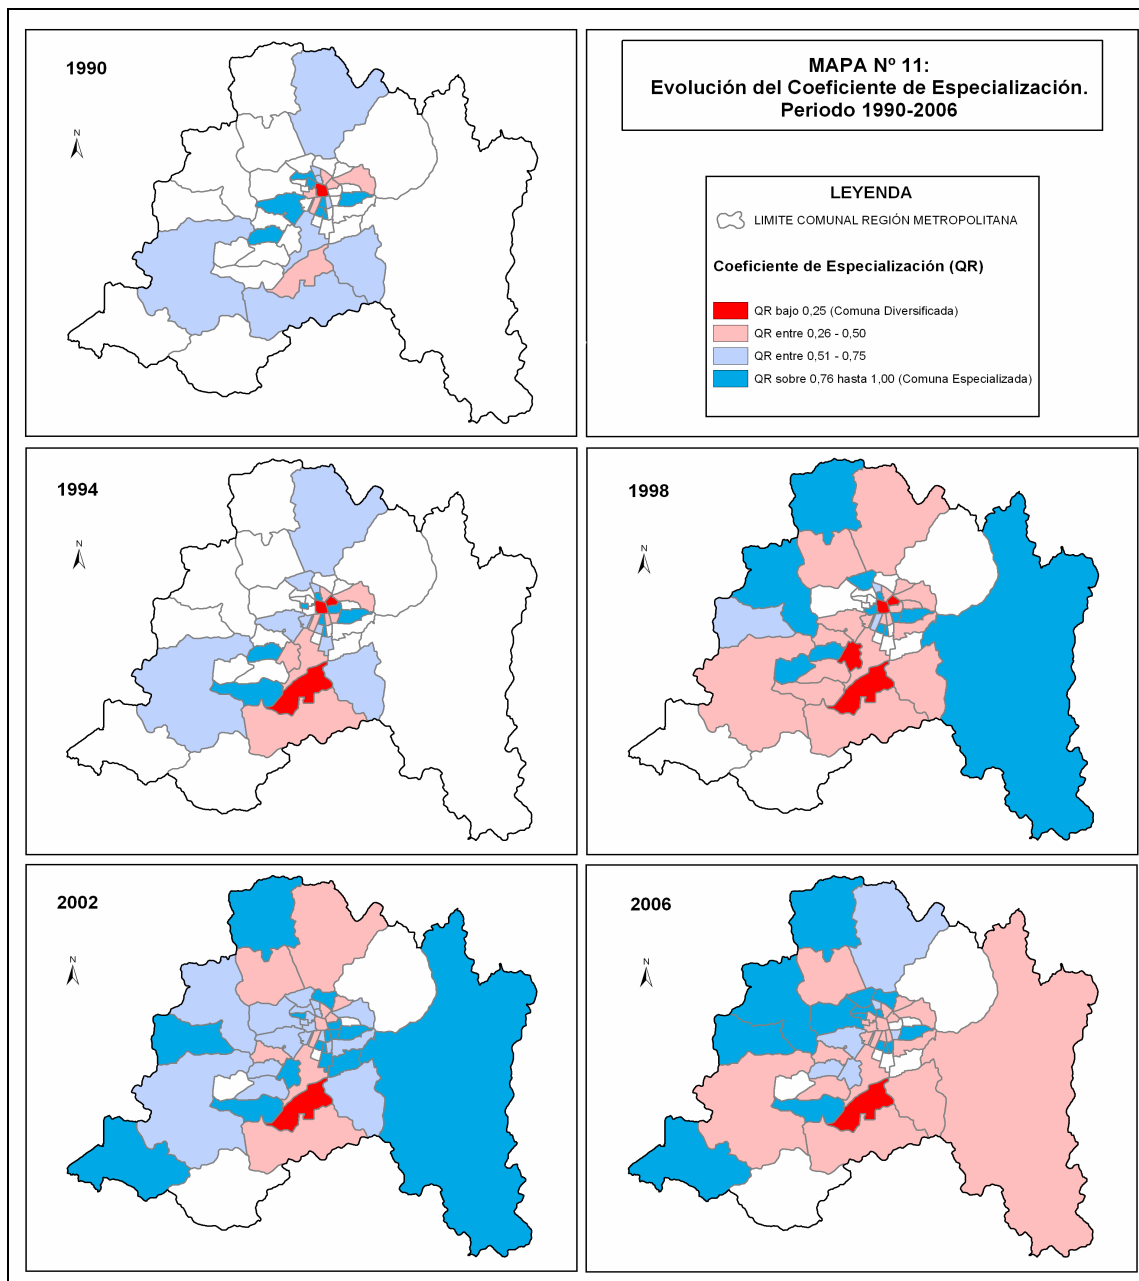 1990
N
MAPA Nº 11:
Evolución del Coeficiente de Especialización.
Periodo 1990-2006
LEYENDA
LIMITE COMUNAL REGIÓN METROPOLITANA
Coeficiente de Especialización (QR)
QR bajo 0,25 (Comuna Diversificada)
QR entre 0,26 - 0,50
QR entre 0,51 - 0,75
QR sobre 0,76 hasta 1,00 (Comuna Especializada)
1994
N
1998
N
2002
N
2006
N